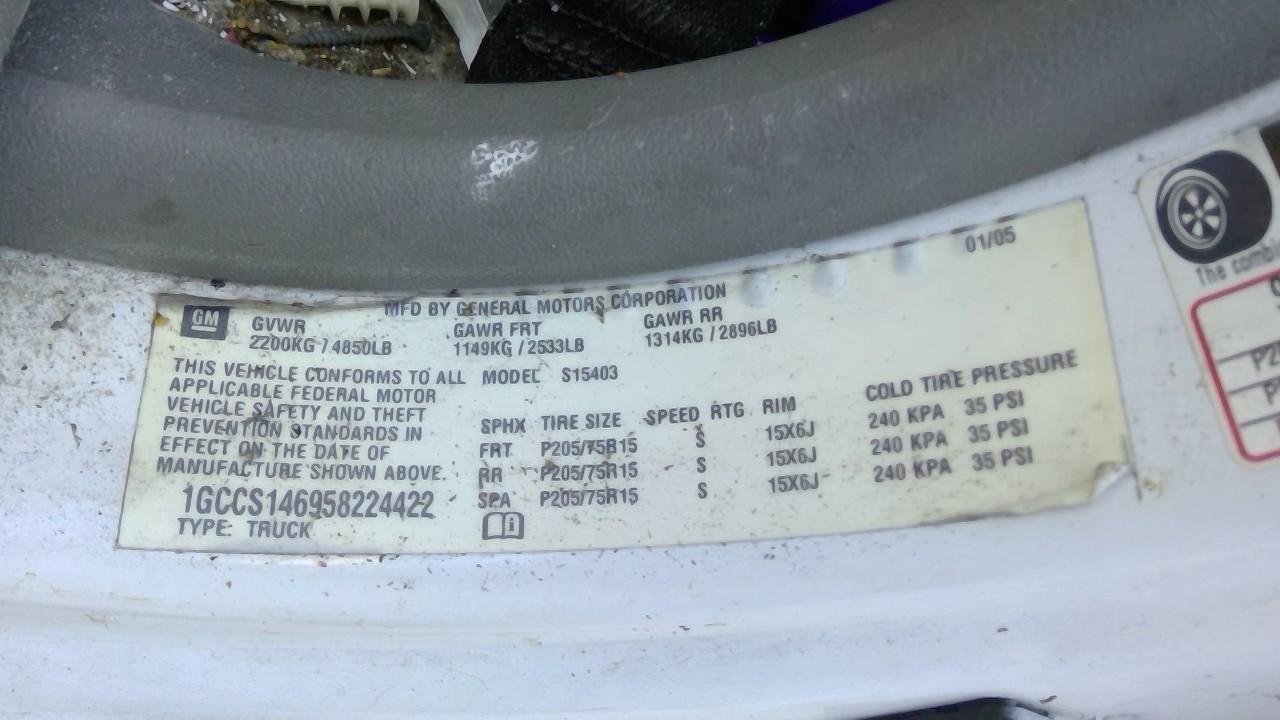 01/05
MFD BY GENERAL MOTORS CORPORATION
GM
GVWR GAWR FRT GAWR RR
2200KG / 4850LB 1149KG / 2533LB 1314KG / 2896LB
THIS VEHICLE CONFORMS TO ALL
APPLICABLE FEDERAL MOTOR
VEHICLE SAFETY AND THEFT
PREVENTION STANDARDS IN
EFFECT ON THE DATE OF
MANUFACTURE SHOWN ABOVE.
1GCCS146958224422
TYPE: TRUCK
MODEL S15403
SPHX TIRE SIZE SPEED RTG RIM COLD TIRE PRESSURE
FRT P205/75R15 S 15X6J 240 KPA 35 PSI
RR P205/75R15 S 15X6J 240 KPA 35 PSI
SPA P205/75R15 S 15X6J 240 KPA 35 PSI
The